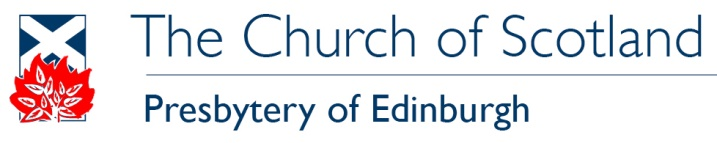 The Church of Scotland
Presbytery of Edinburgh